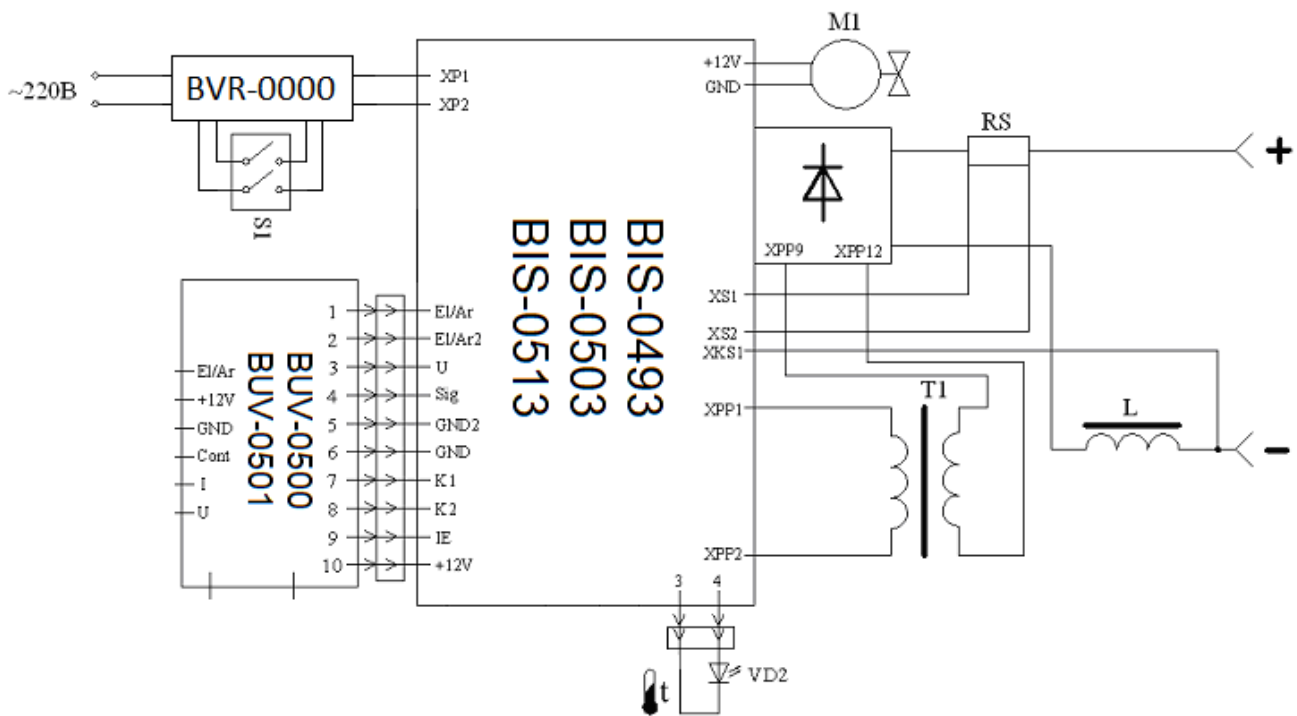 ~220В
BVR-0000
S1
XP1
XP2
M1
+12V
GND
RS
+
XPP9
XPP12
BIS-0493
BIS-0503
BIS-0513
XS1
XS2
XKS1
XPP1
XPP2
T1
L
−
El/Ar
+12V
GND
Cont
I
U
BUV-0500
BUV-0501
1 El/Ar
2 El/Ar2
3 U
4 Sig
5 GND2
6 GND
7 K1
8 K2
9 IE
10 +12V
3 4
t
VD2